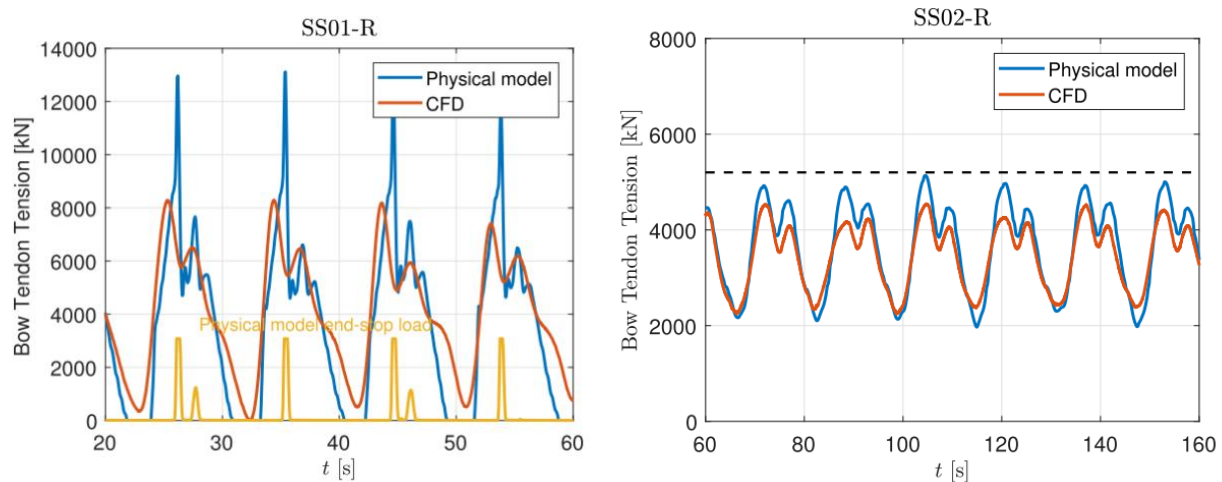 SS01-R
Bow Tendon Tension [kN]
14000
12000
10000
8000
6000
4000
2000
0
Physical model
CFD
Physical model end-stop load
20
30
40
50
60
t [s]
SS02-R
Bow Tendon Tension [kN]
8000
6000
4000
2000
0
Physical model
CFD
60
80
100
120
140
160
t [s]